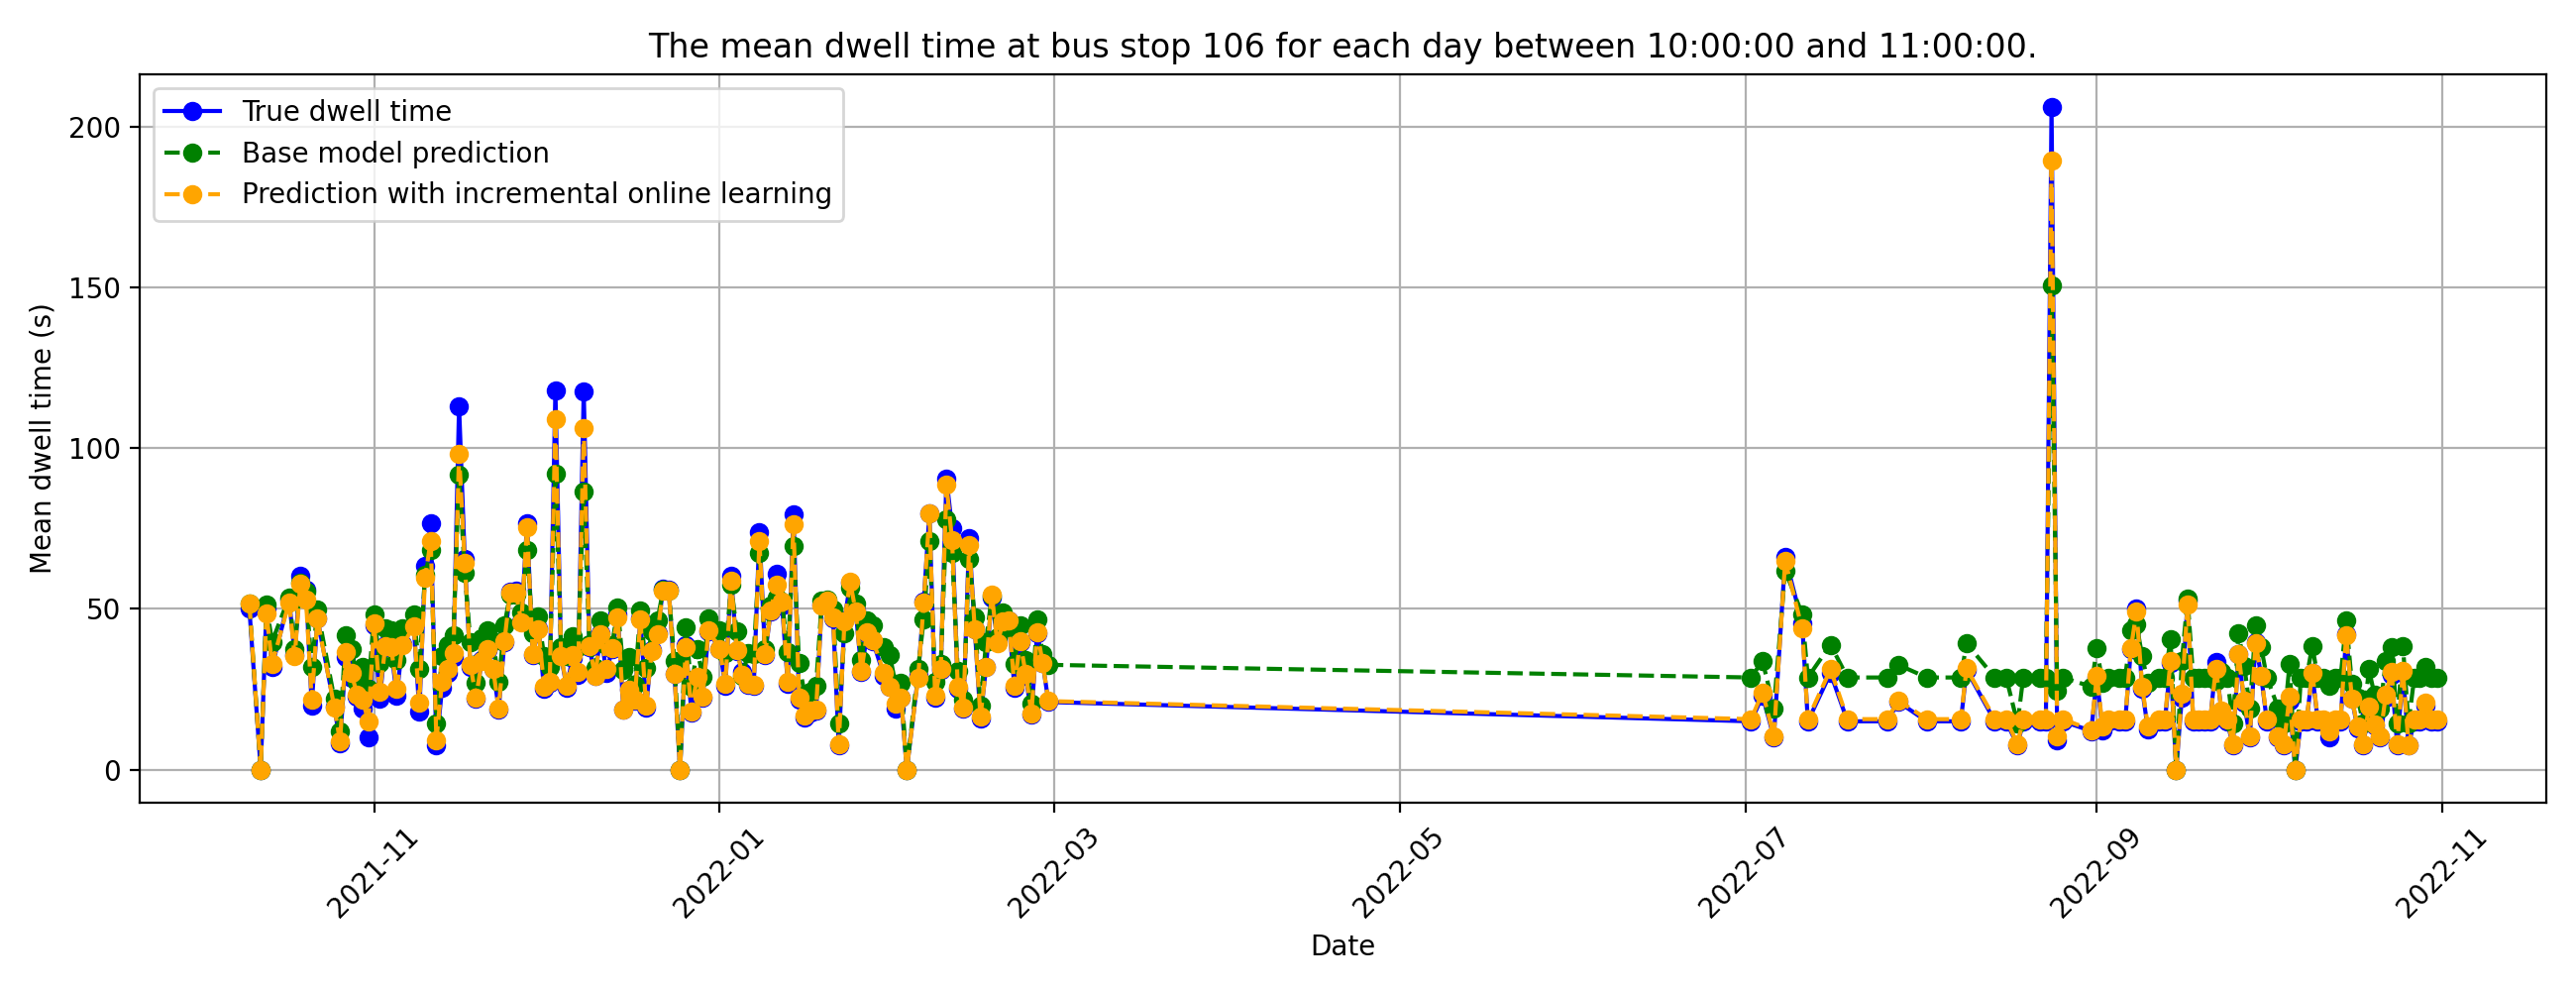 The mean dwell time at bus stop 106 for each day between 10:00:00 and 11:00:00.
True dwell time
Base model prediction
Prediction with incremental online learning
Mean dwell time (s)
200
150
100
50
0
2021-11
2022-01
2022-03
2022-05
2022-07
2022-09
2022-11
Date